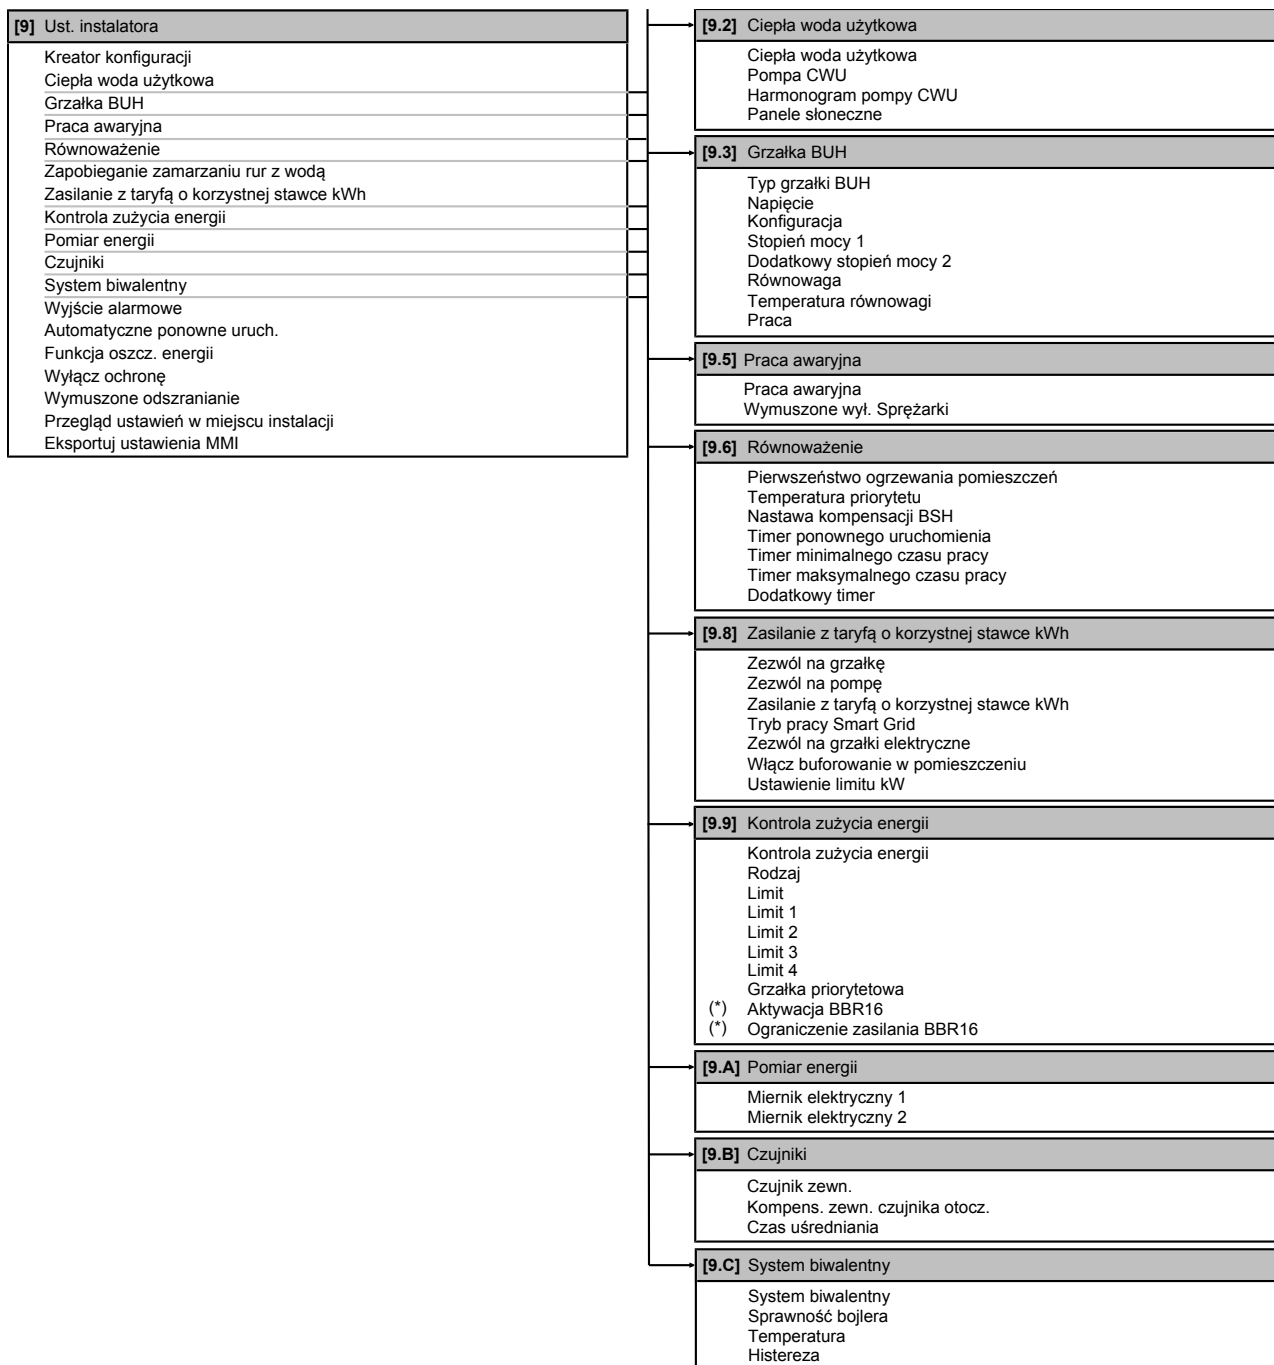 [9] Ust. instalatora
Kreator konfiguracji
Ciepła woda użytkowa
Grzałka BUH
Praca awaryjna
Równoważenie
Zapobieganie zamarzaniu rur z wodą
Zasilanie z taryfą o korzystnej stawce kWh
Kontrola zużycia energii
Pomiar energii
Czujniki
System biwalentny
Wyjście alarmowe
Automatyczne ponowne uruch.
Funkcja oszcz. energii
Wyłącz ochronę
Wymuszone odszranianie
Przegląd ustawień w miejscu instalacji
Eksportuj ustawienia MMI
[9.2] Ciepła woda użytkowa
Ciepła woda użytkowa
Pompa CWU
Harmonogram pompy CWU
Panele słoneczne
[9.3] Grzałka BUH
Typ grzałki BUH
Napięcie
Konfiguracja
Stopień mocy 1
Dodatkowy stopień mocy 2
Równowaga
Temperatura równowagi
Praca
[9.5] Praca awaryjna
Praca awaryjna
Wymuszone wył. Sprężarki
[9.6] Równoważenie
Pierwszeństwo ogrzewania pomieszczeń
Temperatura priorytetu
Nastawa kompensacji BSH
Timer ponownego uruchomienia
Timer minimalnego czasu pracy
Timer maksymalnego czasu pracy
Dodatkowy timer
[9.8] Zasilanie z taryfą o korzystnej stawce kWh
Zezwól na grzałkę
Zezwól na pompę
Zasilanie z taryfą o korzystnej stawce kWh
Tryb pracy Smart Grid
Zezwól na grzałki elektryczne
Włącz buforowanie w pomieszczeniu
Ustawienie limitu kW
[9.9] Kontrola zużycia energii
Kontrola zużycia energii
Rodzaj
Limit
Limit 1
Limit 2
Limit 3
Limit 4
Grzałka priorytetowa
(*) Aktywacja BBR16
(*) Ograniczenie zasilania BBR16
[9.A] Pomiar energii
Miernik elektryczny 1
Miernik elektryczny 2
[9.B] Czujniki
Czujnik zewn.
Kompens. zewn. czujnika otocz.
Czas uśredniania
[9.C] System biwalentny
System biwalentny
Sprawność bojlera
Temperatura
Histereza